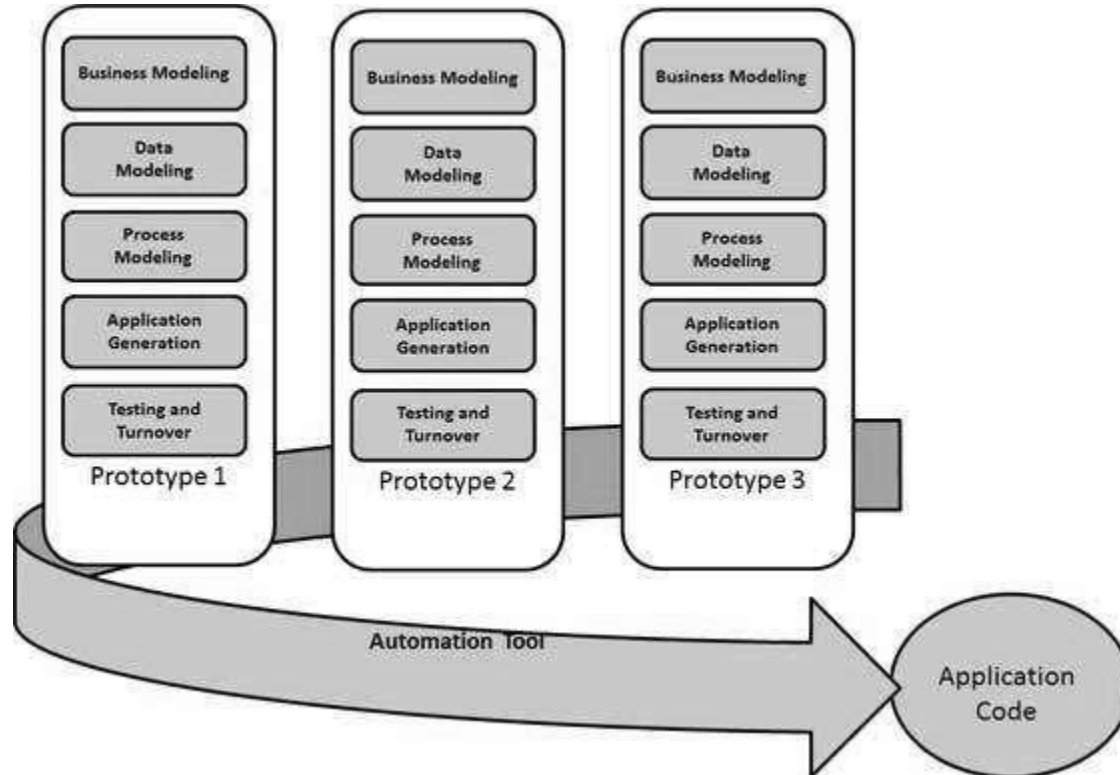 Business Modeling
Data
Modeling
Process
Modeling
Application
Generation
Testing and
Turnover
Prototype 1
Business Modeling
Data
Modeling
Process
Modeling
Application
Generation
Testing and
Turnover
Prototype 2
Business Modeling
Data
Modeling
Process
Modeling
Application
Generation
Testing and
Turnover
Prototype 3
Automation Tool
Application
Code